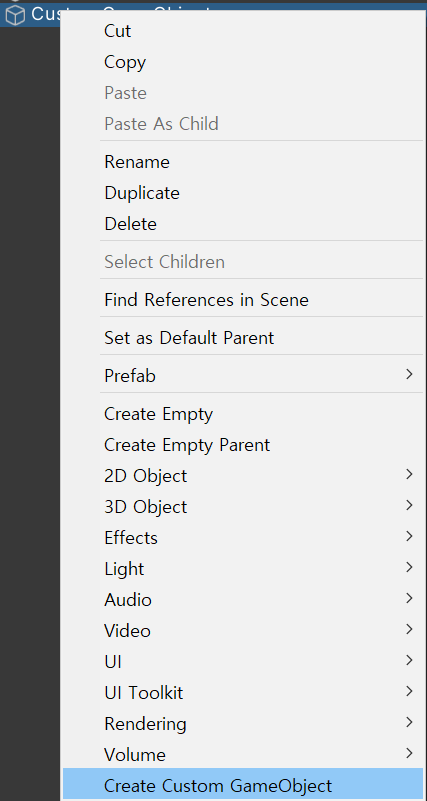 Cut
Copy
Paste
Paste As Child
Rename
Duplicate
Delete
Select Children
Find References in Scene
Set as Default Parent
Prefab
Create Empty
Create Empty Parent
2D Object
3D Object
Effects
Light
Audio
Video
UI
UI Toolkit
Rendering
Volume
Create Custom GameObject